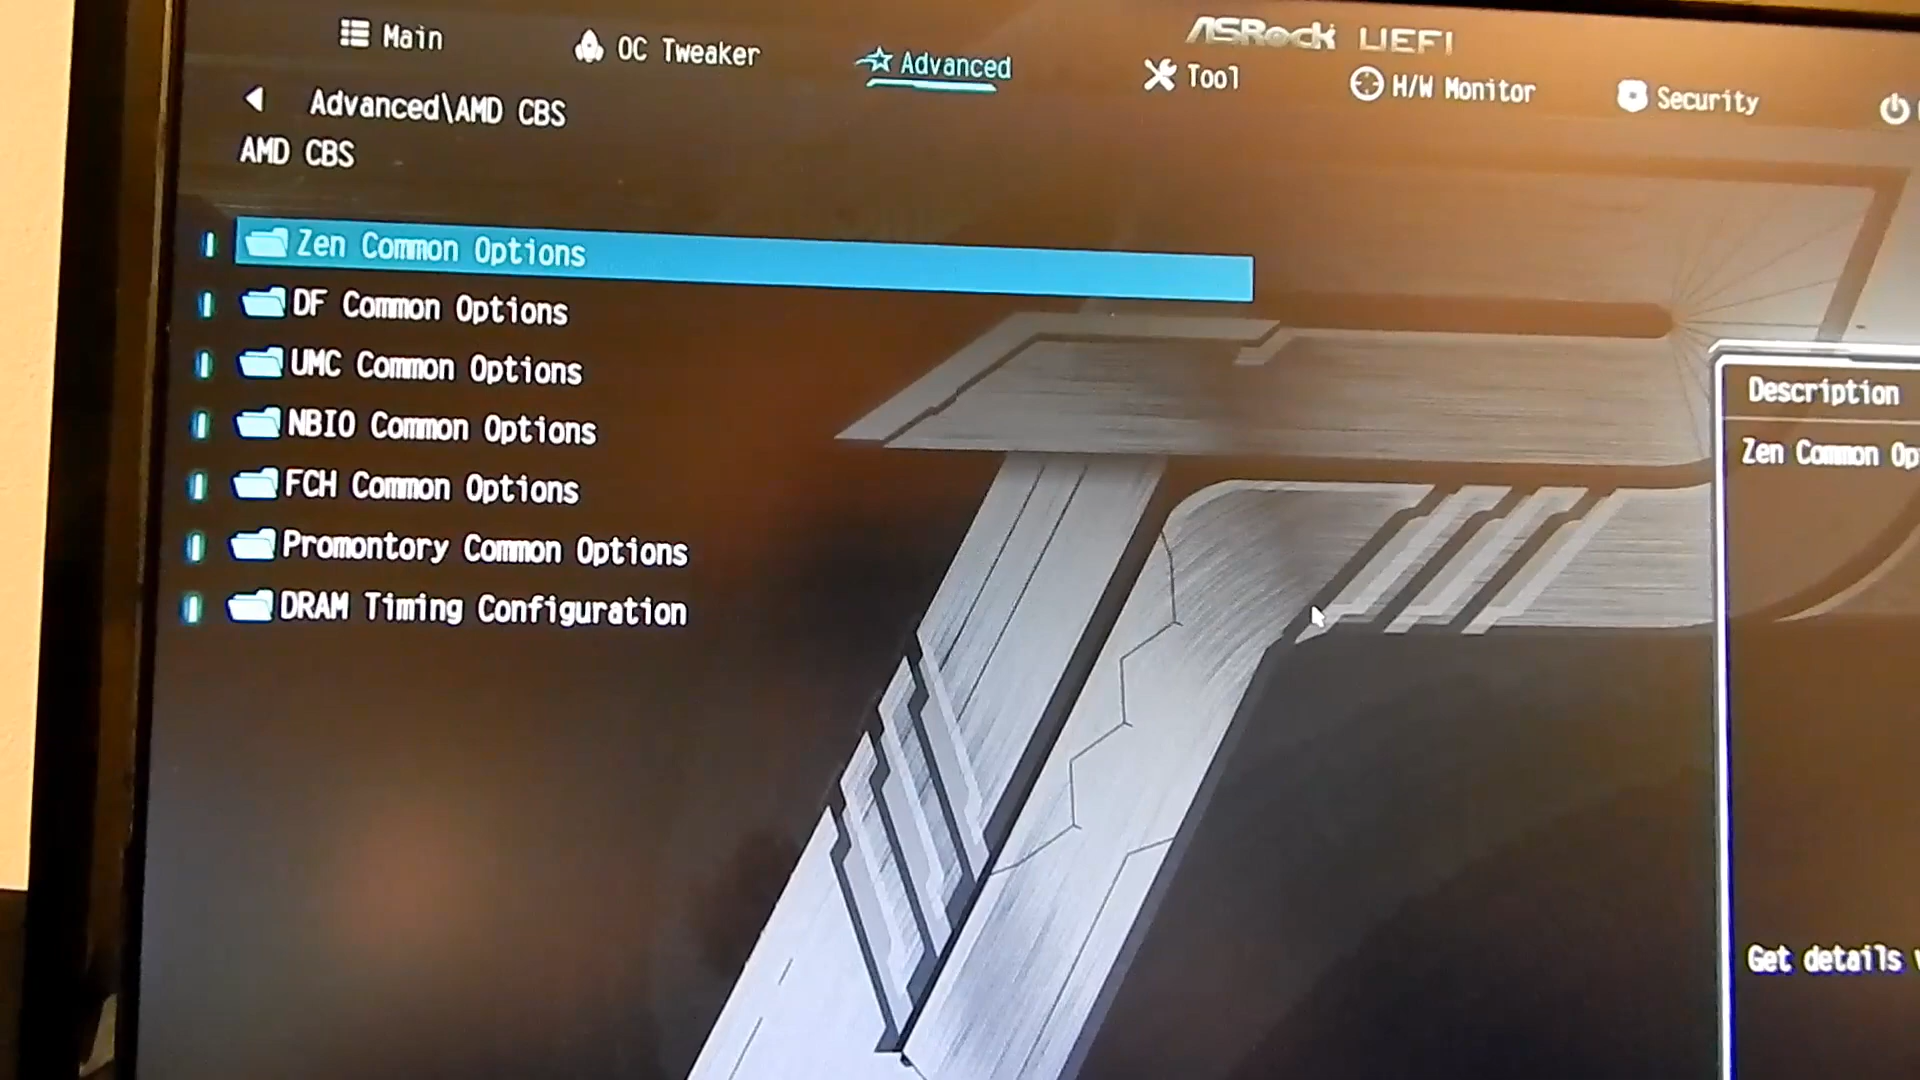 ASRock UEFI
Main
OC Tweaker
Advanced
Tool
H/W Monitor
Security
Advanced\AMD CBS
AMD CBS
Zen Common Options
DF Common Options
UMC Common Options
NBIO Common Options
FCH Common Options
Promontory Common Options
DRAM Timing Configuration
Description
Zen Common Op
Get details